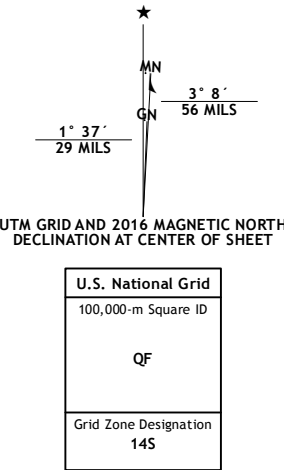 ★
MN
3° 8´
56 MILS
GN
1° 37´
29 MILS
UTM GRID AND 2016 MAGNETIC NORTH
DECLINATION AT CENTER OF SHEET
U.S. National Grid
100,000-m Square ID
QF
Grid Zone Designation
14S